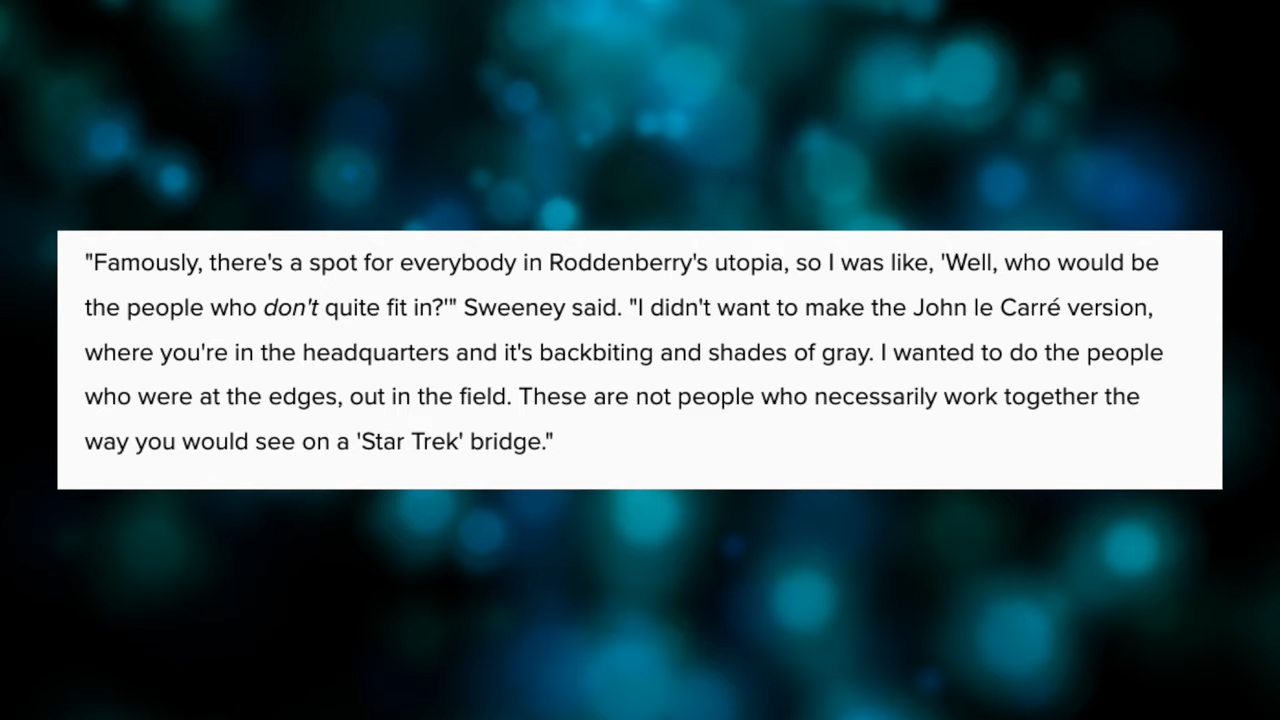 "Famously, there's a spot for everybody in Roddenberry's utopia, so I was like, 'Well, who would be
the people who don't quite fit in?'" Sweeney said. "I didn't want to make the John le Carré version,
where you're in the headquarters and it's backbiting and shades of gray. I wanted to do the people
who were at the edges, out in the field. These are not people who necessarily work together the
way you would see on a 'Star Trek' bridge."